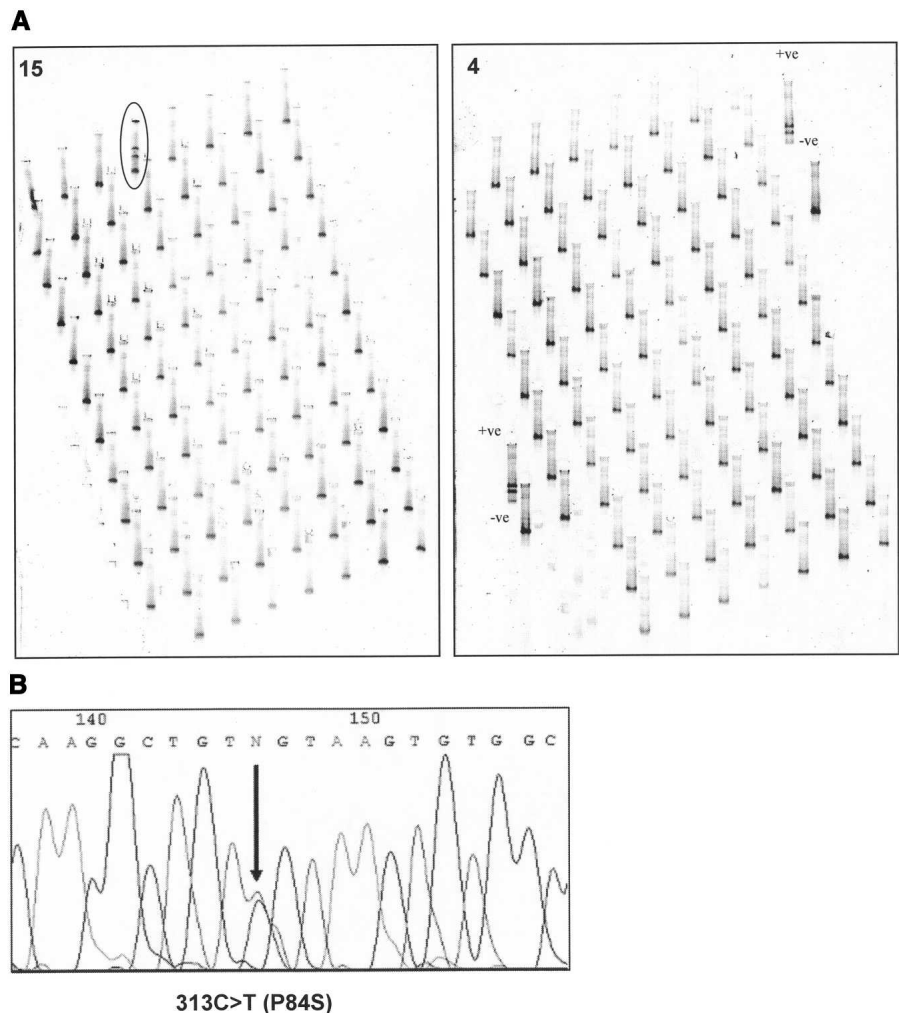 A
15
4
+ve
-ve
+ve
-ve
B
140 150
C A A G G C T G T N G T A A G T G T G G C
313C>T (P84S)